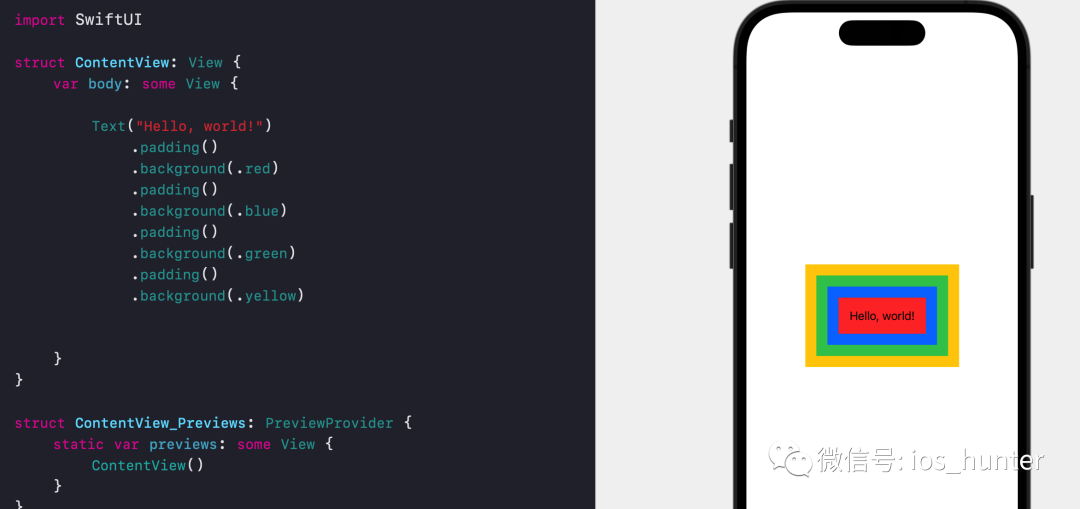 import SwiftUI
struct ContentView: View {
var body: some View {
Text("Hello, world!")
.padding()
.background(.red)
.padding()
.background(.blue)
.padding()
.background(.green)
.padding()
.background(.yellow)
}
}
struct ContentView_Previews: PreviewProvider {
static var previews: some View {
ContentView()
}
}
Hello, world!
微信号: ios_hunter